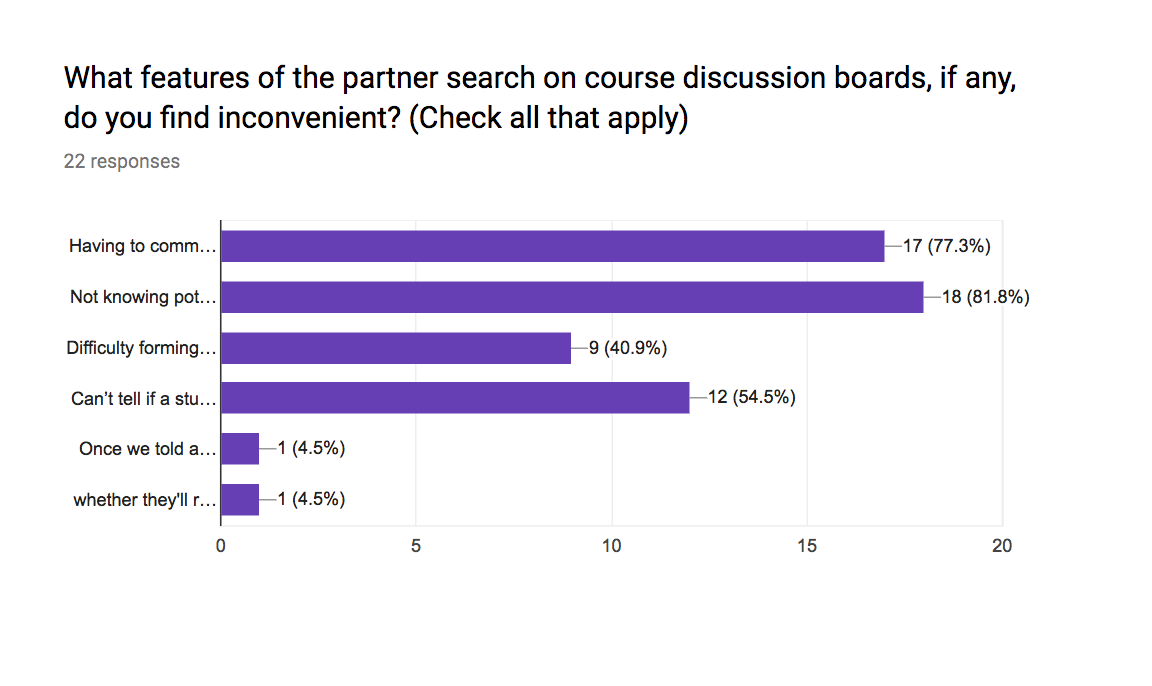 What features of the partner search on course discussion boards, if any,
do you find inconvenient? (Check all that apply)
22 responses
Having to comm… 17 (77.3%)
Not knowing pot… 18 (81.8%)
Difficulty forming… 9 (40.9%)
Can’t tell if a stu… 12 (54.5%)
Once we told a… 1 (4.5%)
whether they'll r… 1 (4.5%)
0 5 10 15 20